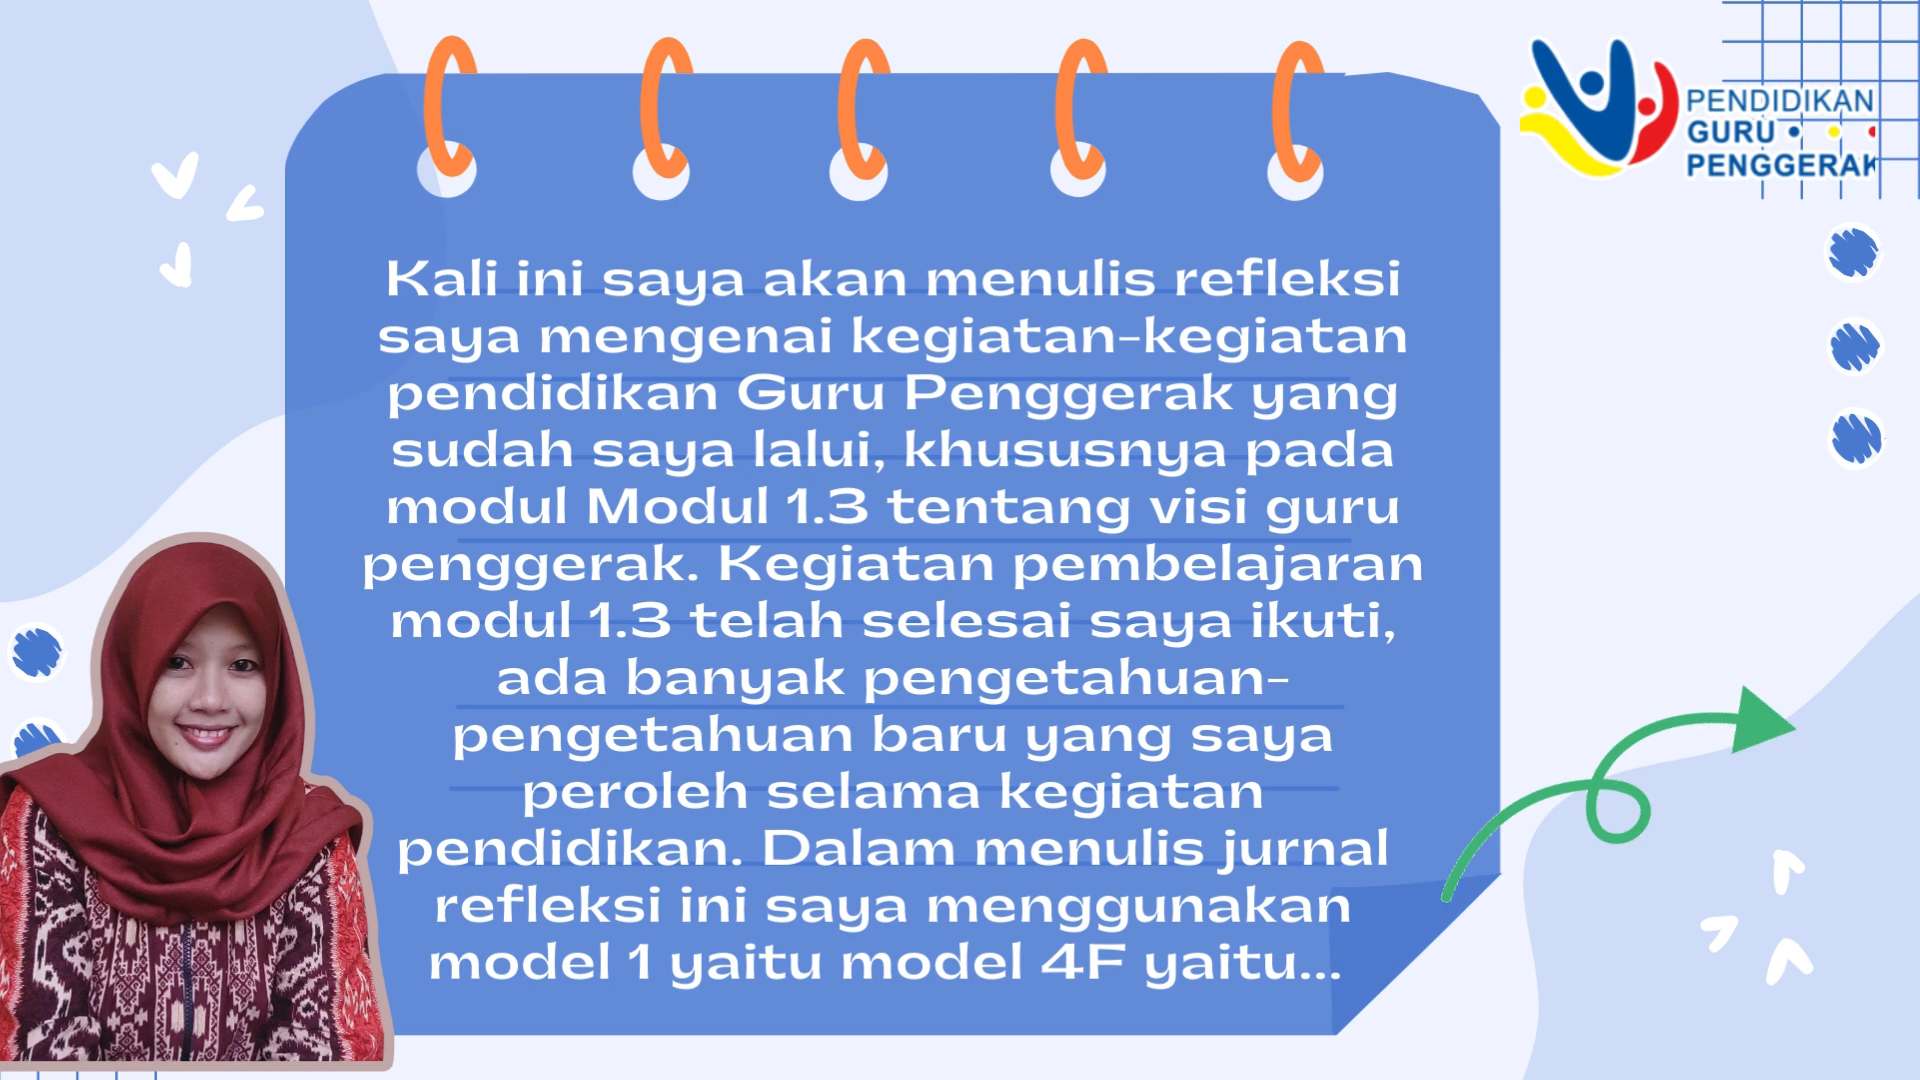 PENDIDIKAN
GURU
PENGGERAK
Kali ini saya akan menulis refleksi
saya mengenai kegiatan-kegiatan
pendidikan Guru Penggerak yang
sudah saya lalui, khususnya pada
modul Modul 1.3 tentang visi guru
penggerak. Kegiatan pembelajaran
modul 1.3 telah selesai saya ikuti,
ada banyak pengetahuan-
pengetahuan baru yang saya
peroleh selama kegiatan
pendidikan. Dalam menulis jurnal
refleksi ini saya menggunakan
model 1 yaitu model 4F yaitu...